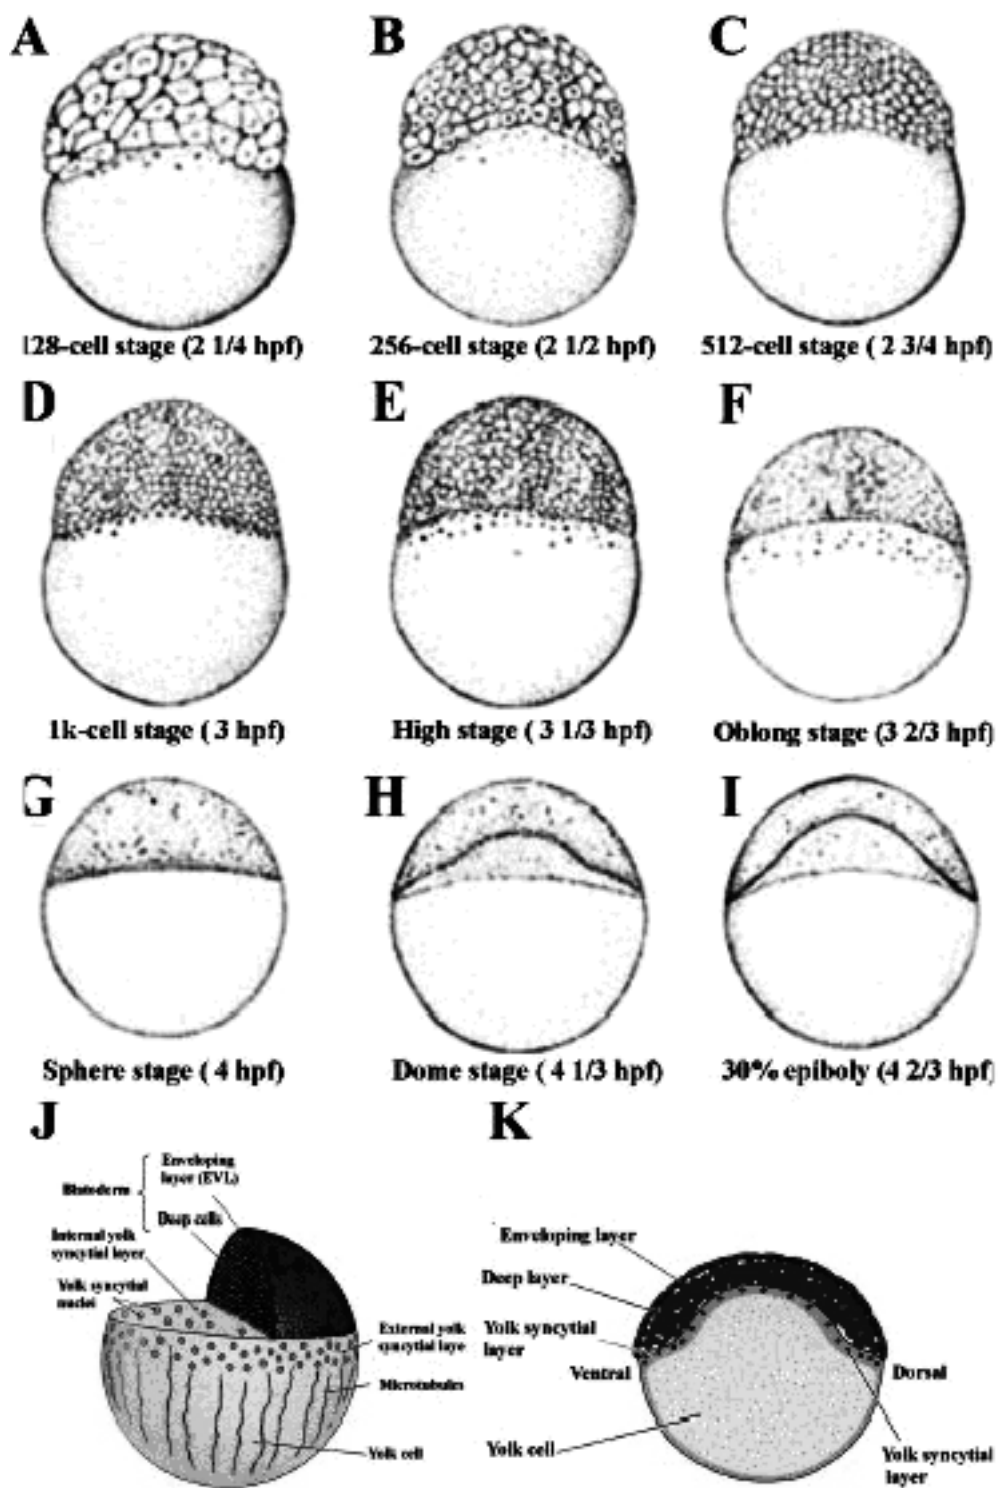 A B C
128-cell stage (2 1/4 hpf) 256-cell stage (2 1/2 hpf) 512-cell stage ( 2 3/4 hpf)
D E F
1k-cell stage ( 3 hpf) High stage ( 3 1/3 hpf) Oblong stage (3 2/3 hpf)
G H I
Sphere stage ( 4 hpf) Dome stage ( 4 1/3 hpf) 30% epiboly (4 2/3 hpf)
J
Enveloping
layer (EVL)
Blastoderm
Deep cells
Internal yolk
syncytial layer
Yolk syncytial
nuclei
External yolk
syncytial laye
Microtubules
Yolk cell
K
Enveloping layer
Deep layer
Yolk syncytial
layer
Ventral
Dorsal
Yolk cell
Yolk syncytial
layer